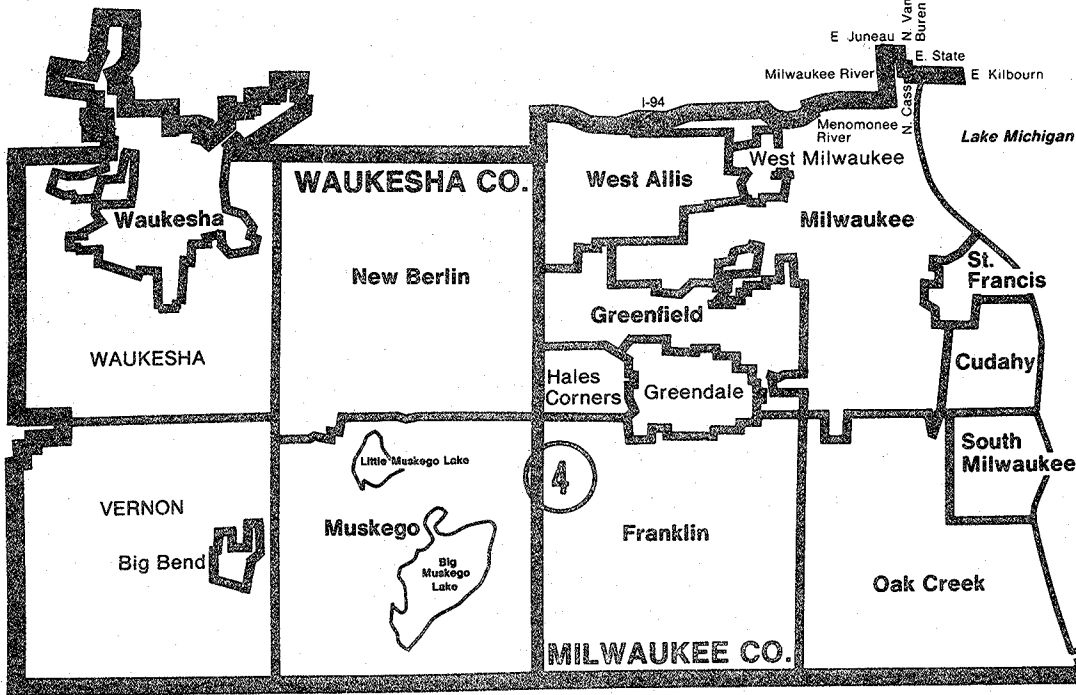 N. Van
Buren
E Juneau
E. State
Milwaukee River
E Kilbourn
I-94
N. Cass
Menomonee
River
Lake Michigan
West Milwaukee
WAUKESHA CO.
West Allis
Waukesha
Milwaukee
New Berlin
St.
Francis
Greenfield
WAUKESHA
Hales
Corners
Greendale
Cudahy
South
Milwaukee
Little Muskego Lake
4
VERNON
Muskego
Franklin
Big Bend
Big
Muskego
Lake
Oak Creek
MILWAUKEE CO.